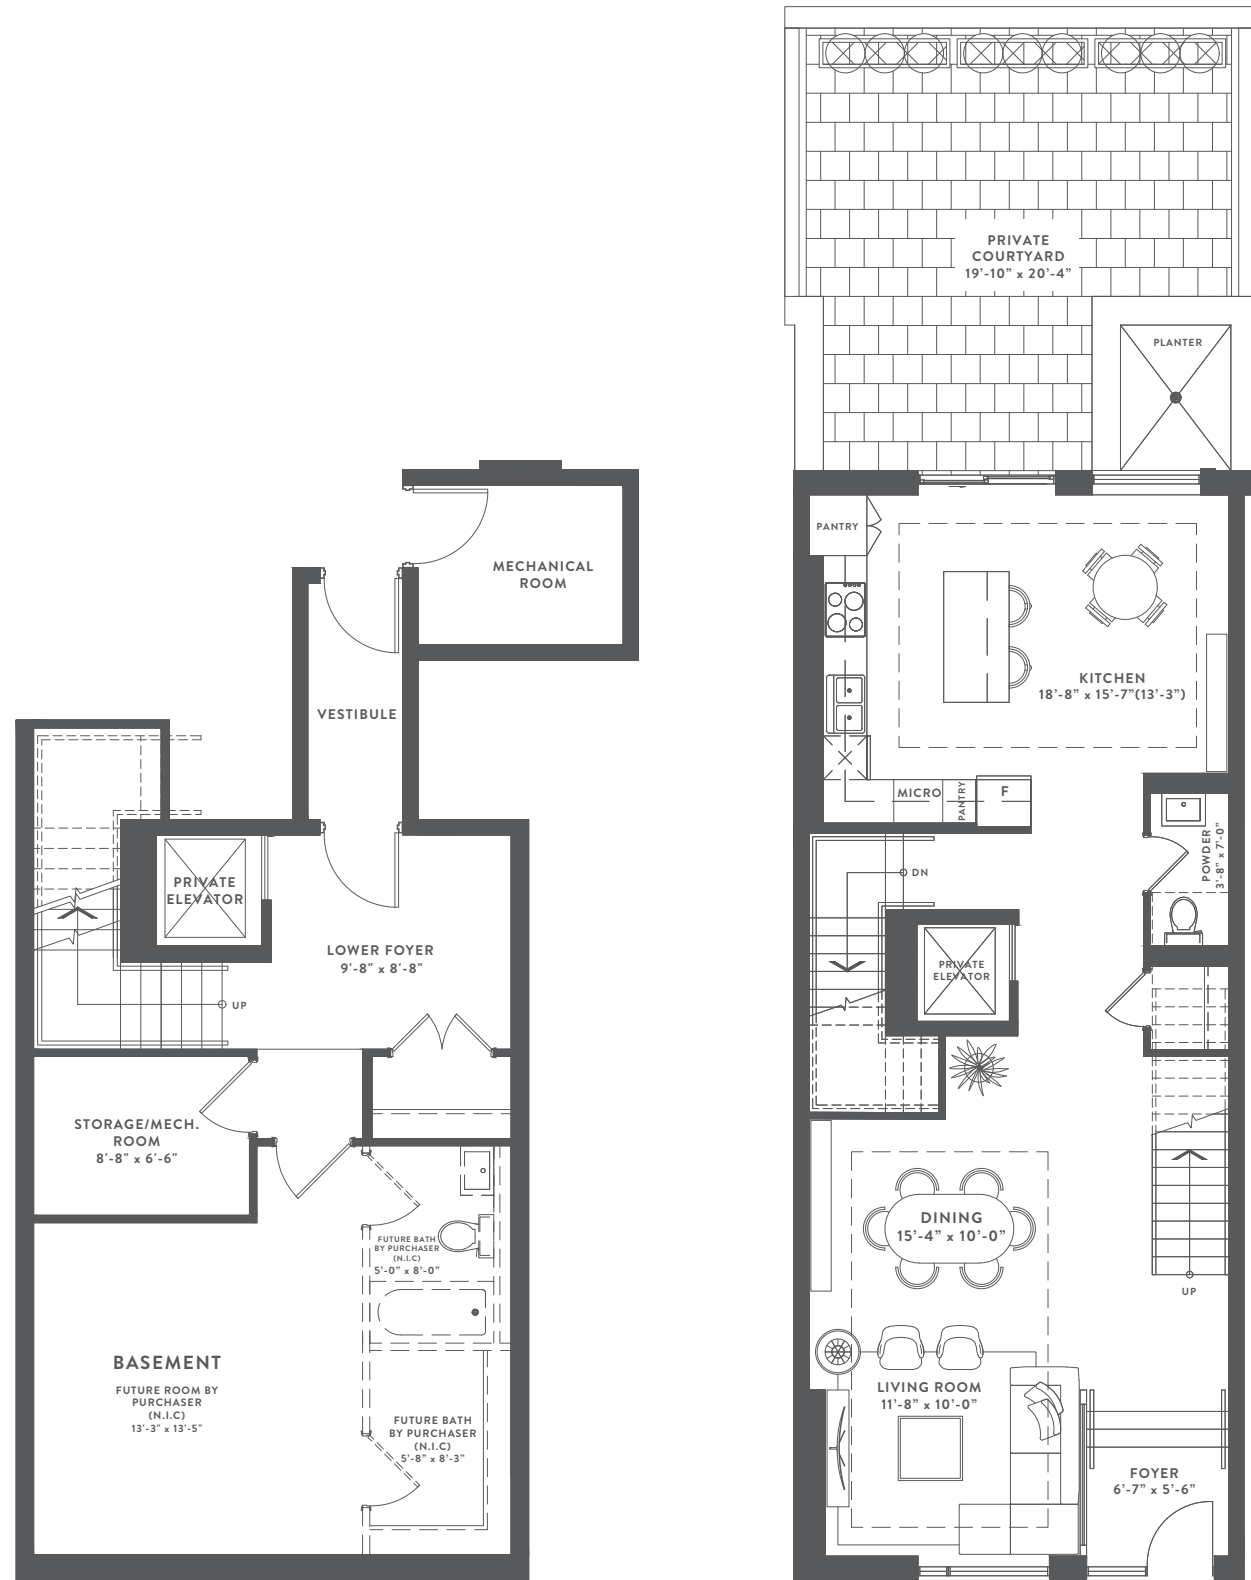 MECHANICAL
ROOM
VESTIBULE
PRIVATE
ELEVATOR
LOWER FOYER
9'-8" x 8'-8"
UP
STORAGE/MECH.
ROOM
8'-8" x 6'-6"
FUTURE BATH
BY PURCHASER
(N.I.C)
5'-0" x 8'-0"
BASEMENT
FUTURE ROOM BY
PURCHASER
(N.I.C)
13'-3" x 13'-5"
FUTURE BATH
BY PURCHASER
(N.I.C)
5'-8" x 8'-3"
PRIVATE
COURTYARD
19'-10" x 20'-4"
PLANTER
PANTRY
KITCHEN
18'-8" x 15'-7"(13'-3")
MICRO
PANTRY
F
POWDER
3'-8" x 7'-0"
DN
PRIVATE
ELEVATOR
DINING
15'-4" x 10'-0"
UP
LIVING ROOM
11'-8" x 10'-0"
FOYER
6'-7" x 5'-6"